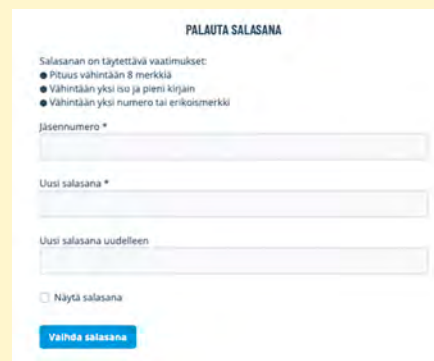 PALAUTA SALASANA
Salasanan on täytettävä vaatimukset:
● Pituus vähintään 8 merkkiä
● Vähintään yksi iso ja pieni kirjain
● Vähintään yksi numero tai erikoismerkki
Jäsennumero *
Uusi salasana *
Uusi salasana uudelleen
Näytä salasana
Vaihda salasana